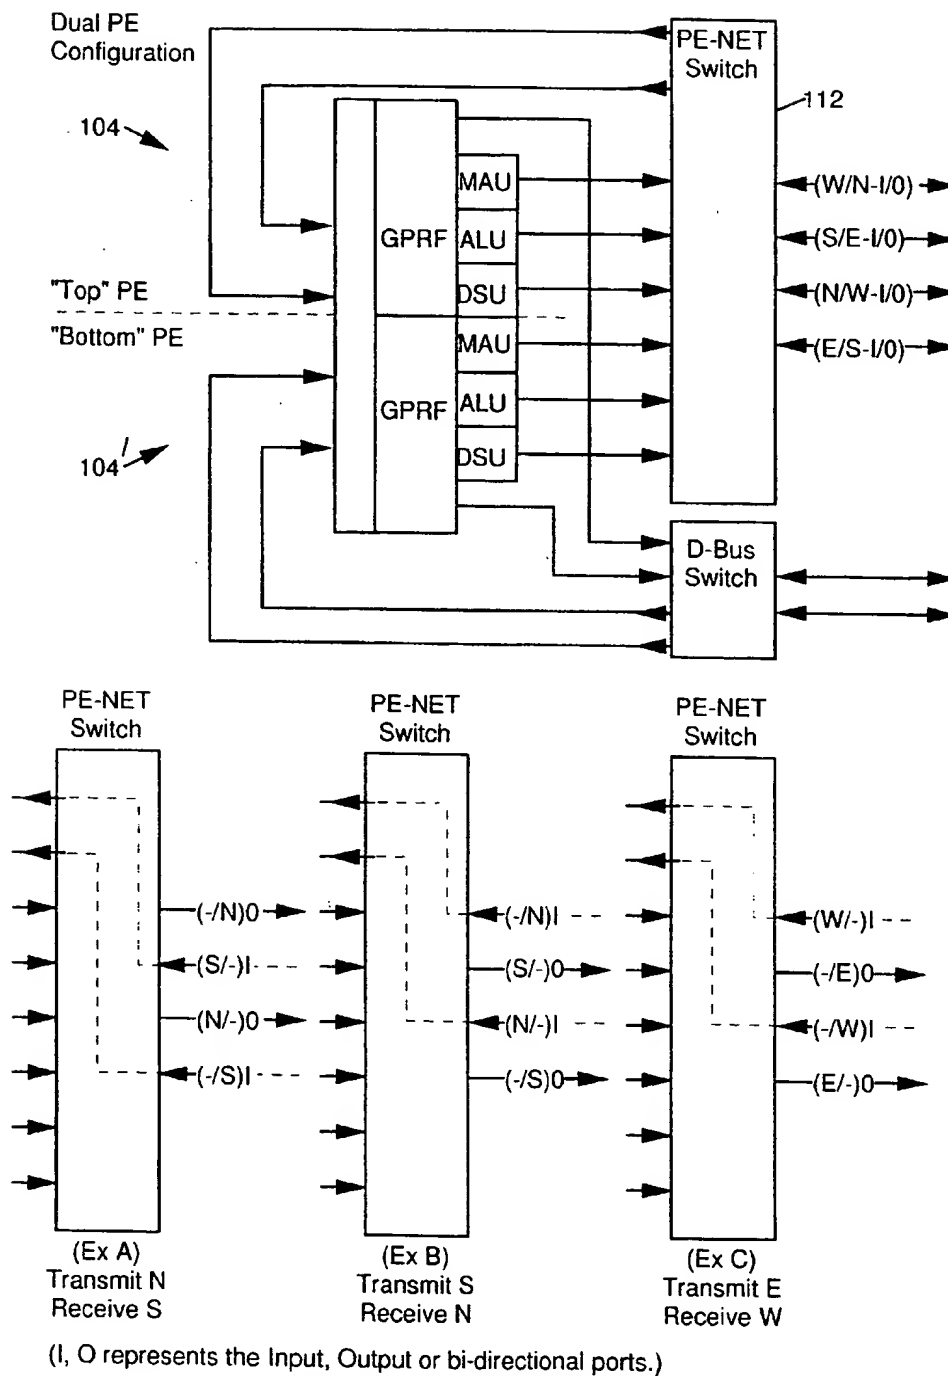 Dual PE
Configuration
PE-NET
Switch
112
104
MAU
(W/N-I/0)
GPRF
ALU
(S/E-I/0)
"Top" PE
DSU
(N/W-I/0)
"Bottom" PE
MAU
(E/S-I/0)
GPRF
ALU
104'
DSU
D-Bus
Switch
PE-NET
Switch
(-/N)0
(S/-)I
(N/-)0
(-/S)I
(Ex A)
Transmit N
Receive S
PE-NET
Switch
(-/N)I
(S/-)0
(N/-)I
(-/S)0
(Ex B)
Transmit S
Receive N
PE-NET
Switch
(W/-)I
(-/E)0
(-/W)I
(E/-)0
(Ex C)
Transmit E
Receive W
(I, O represents the Input, Output or bi-directional ports.)